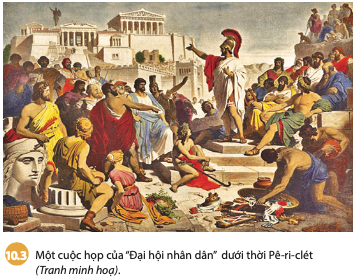 10.3 Một cuộc họp của "Đại hội nhân dân" dưới thời Pê-ri-clét
(Tranh minh hoạ).